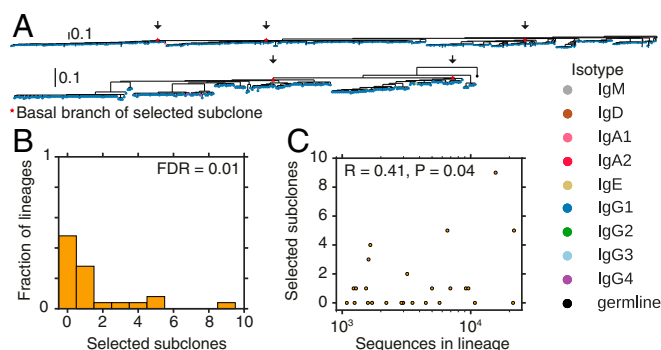 A
0.1
0.1
*Basal branch of selected subclone
Isotype
IgM
IgD
IgA1
IgA2
IgE
IgG1
IgG2
IgG3
IgG4
germline
B
FDR = 0.01
Fraction of lineages
1
0
0 2 4 6 8 10
Selected subclones
C
R = 0.41, P = 0.04
Selected subclones
10
8
6
4
2
0
10³ 10⁴
Sequences in lineage